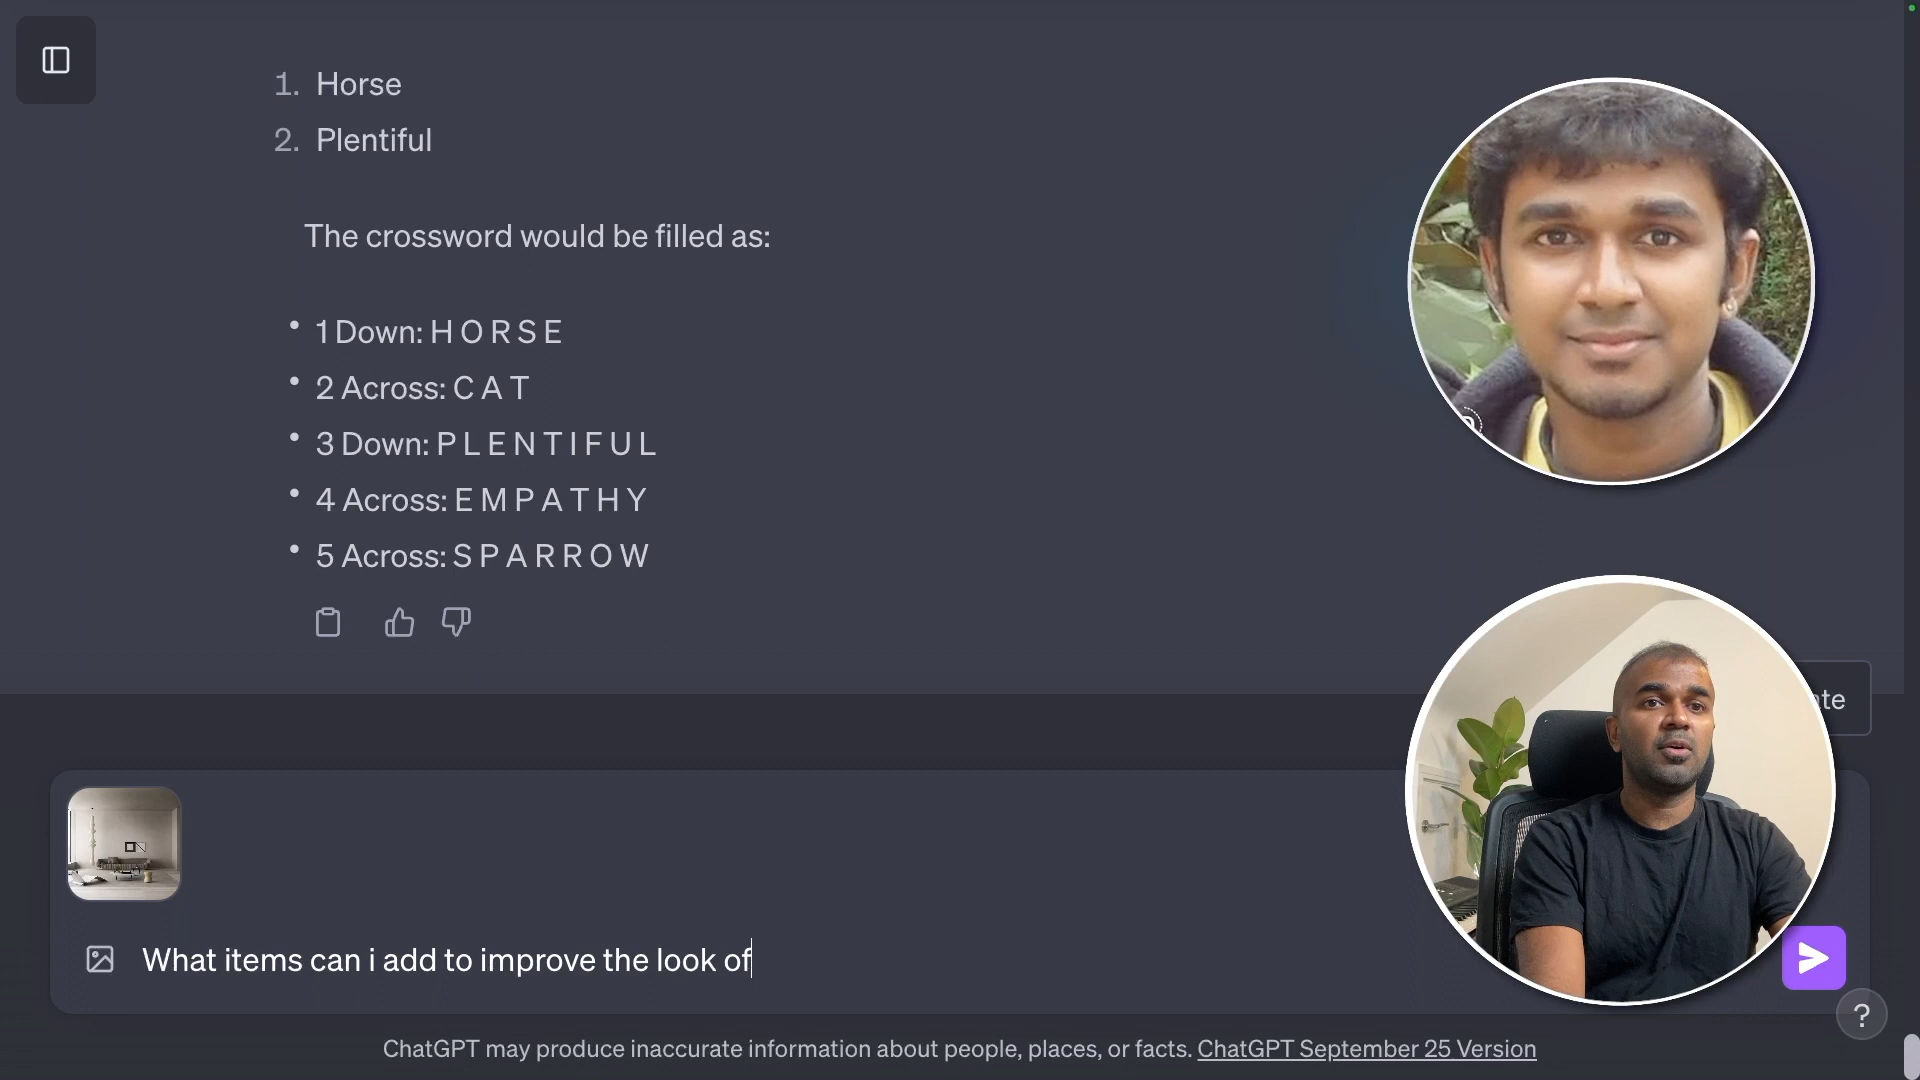 1. Horse
2. Plentiful
The crossword would be filled as:
• 1 Down: H O R S E
• 2 Across: C A T
• 3 Down: P L E N T I F U L
• 4 Across: E M P A T H Y
• 5 Across: S P A R R O W
What items can i add to improve the look of
?
ChatGPT may produce inaccurate information about people, places, or facts. ChatGPT September 25 Version